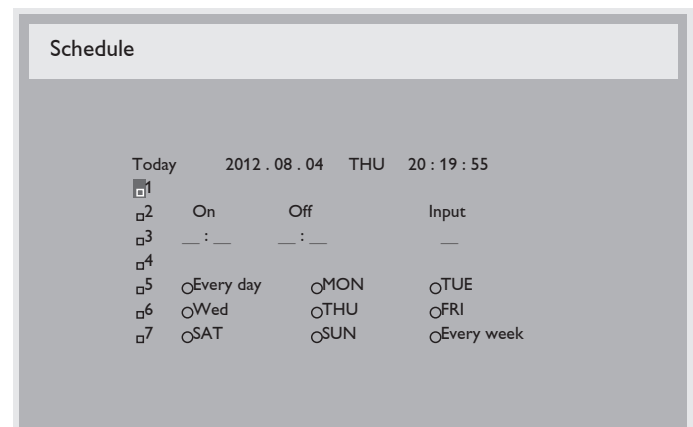 Schedule
Today 2012 . 08 . 04 THU 20 : 19 : 55
1
2 On Off Input
3 __ : __ __ : __ __
4
5 Every day MON TUE
6 Wed THU FRI
7 SAT SUN Every week